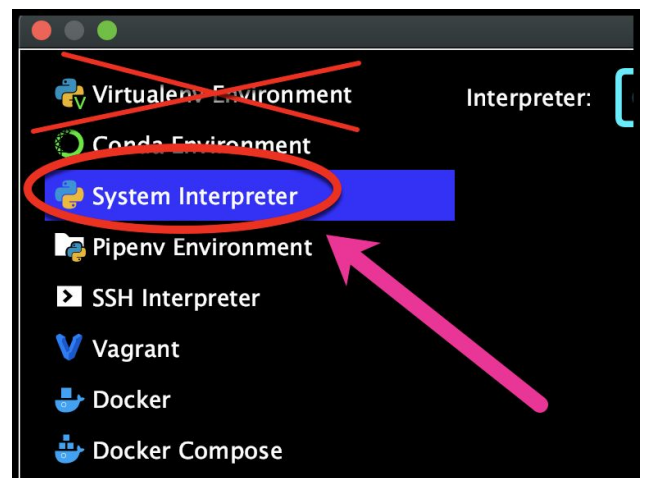 Virtualenv Environment
Interpreter:
Conda Environment
System Interpreter
Pipenv Environment
SSH Interpreter
Vagrant
Docker
Docker Compose